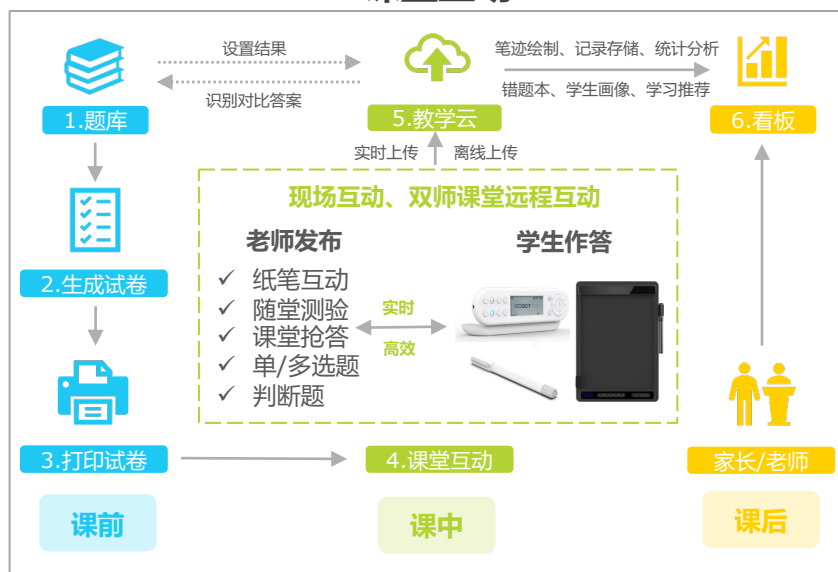 设置结果
识别对比答案
笔迹绘制、记录存储、统计分析
错题本、学生画像、学习推荐
1.题库
5.教学云
6.看板
实时上传
离线上传
现场互动、双师课堂远程互动
老师发布
学生作答
✓ 纸笔互动
✓ 随堂测验
✓ 课堂抢答
✓ 单/多选题
✓ 判断题
实时
高效
ROBOT
2.生成试卷
3.打印试卷
4.课堂互动
家长/老师
课前
课中
课后